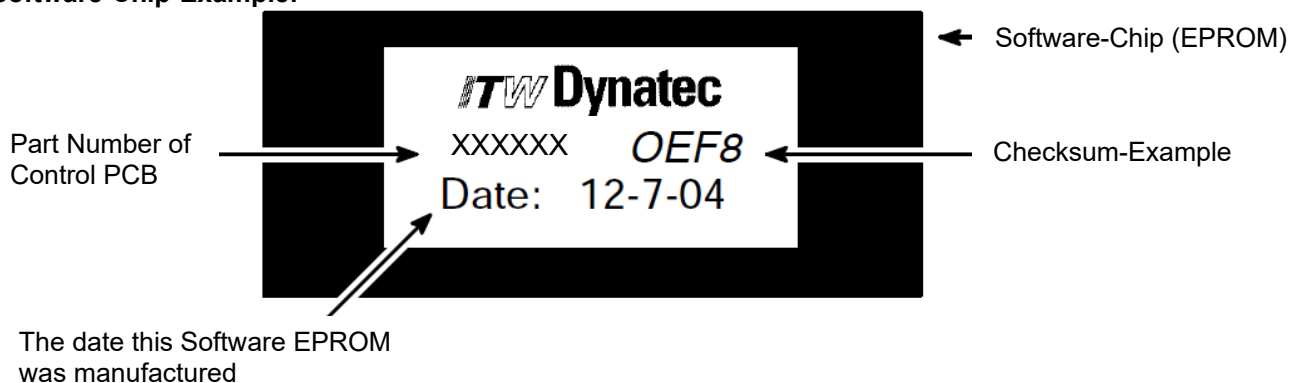 Software-Chip Example:
Software-Chip (EPROM)
ITW Dynatec
Part Number of
Control PCB
XXXXXX OEF8
Checksum-Example
Date: 12-7-04
The date this Software EPROM
was manufactured